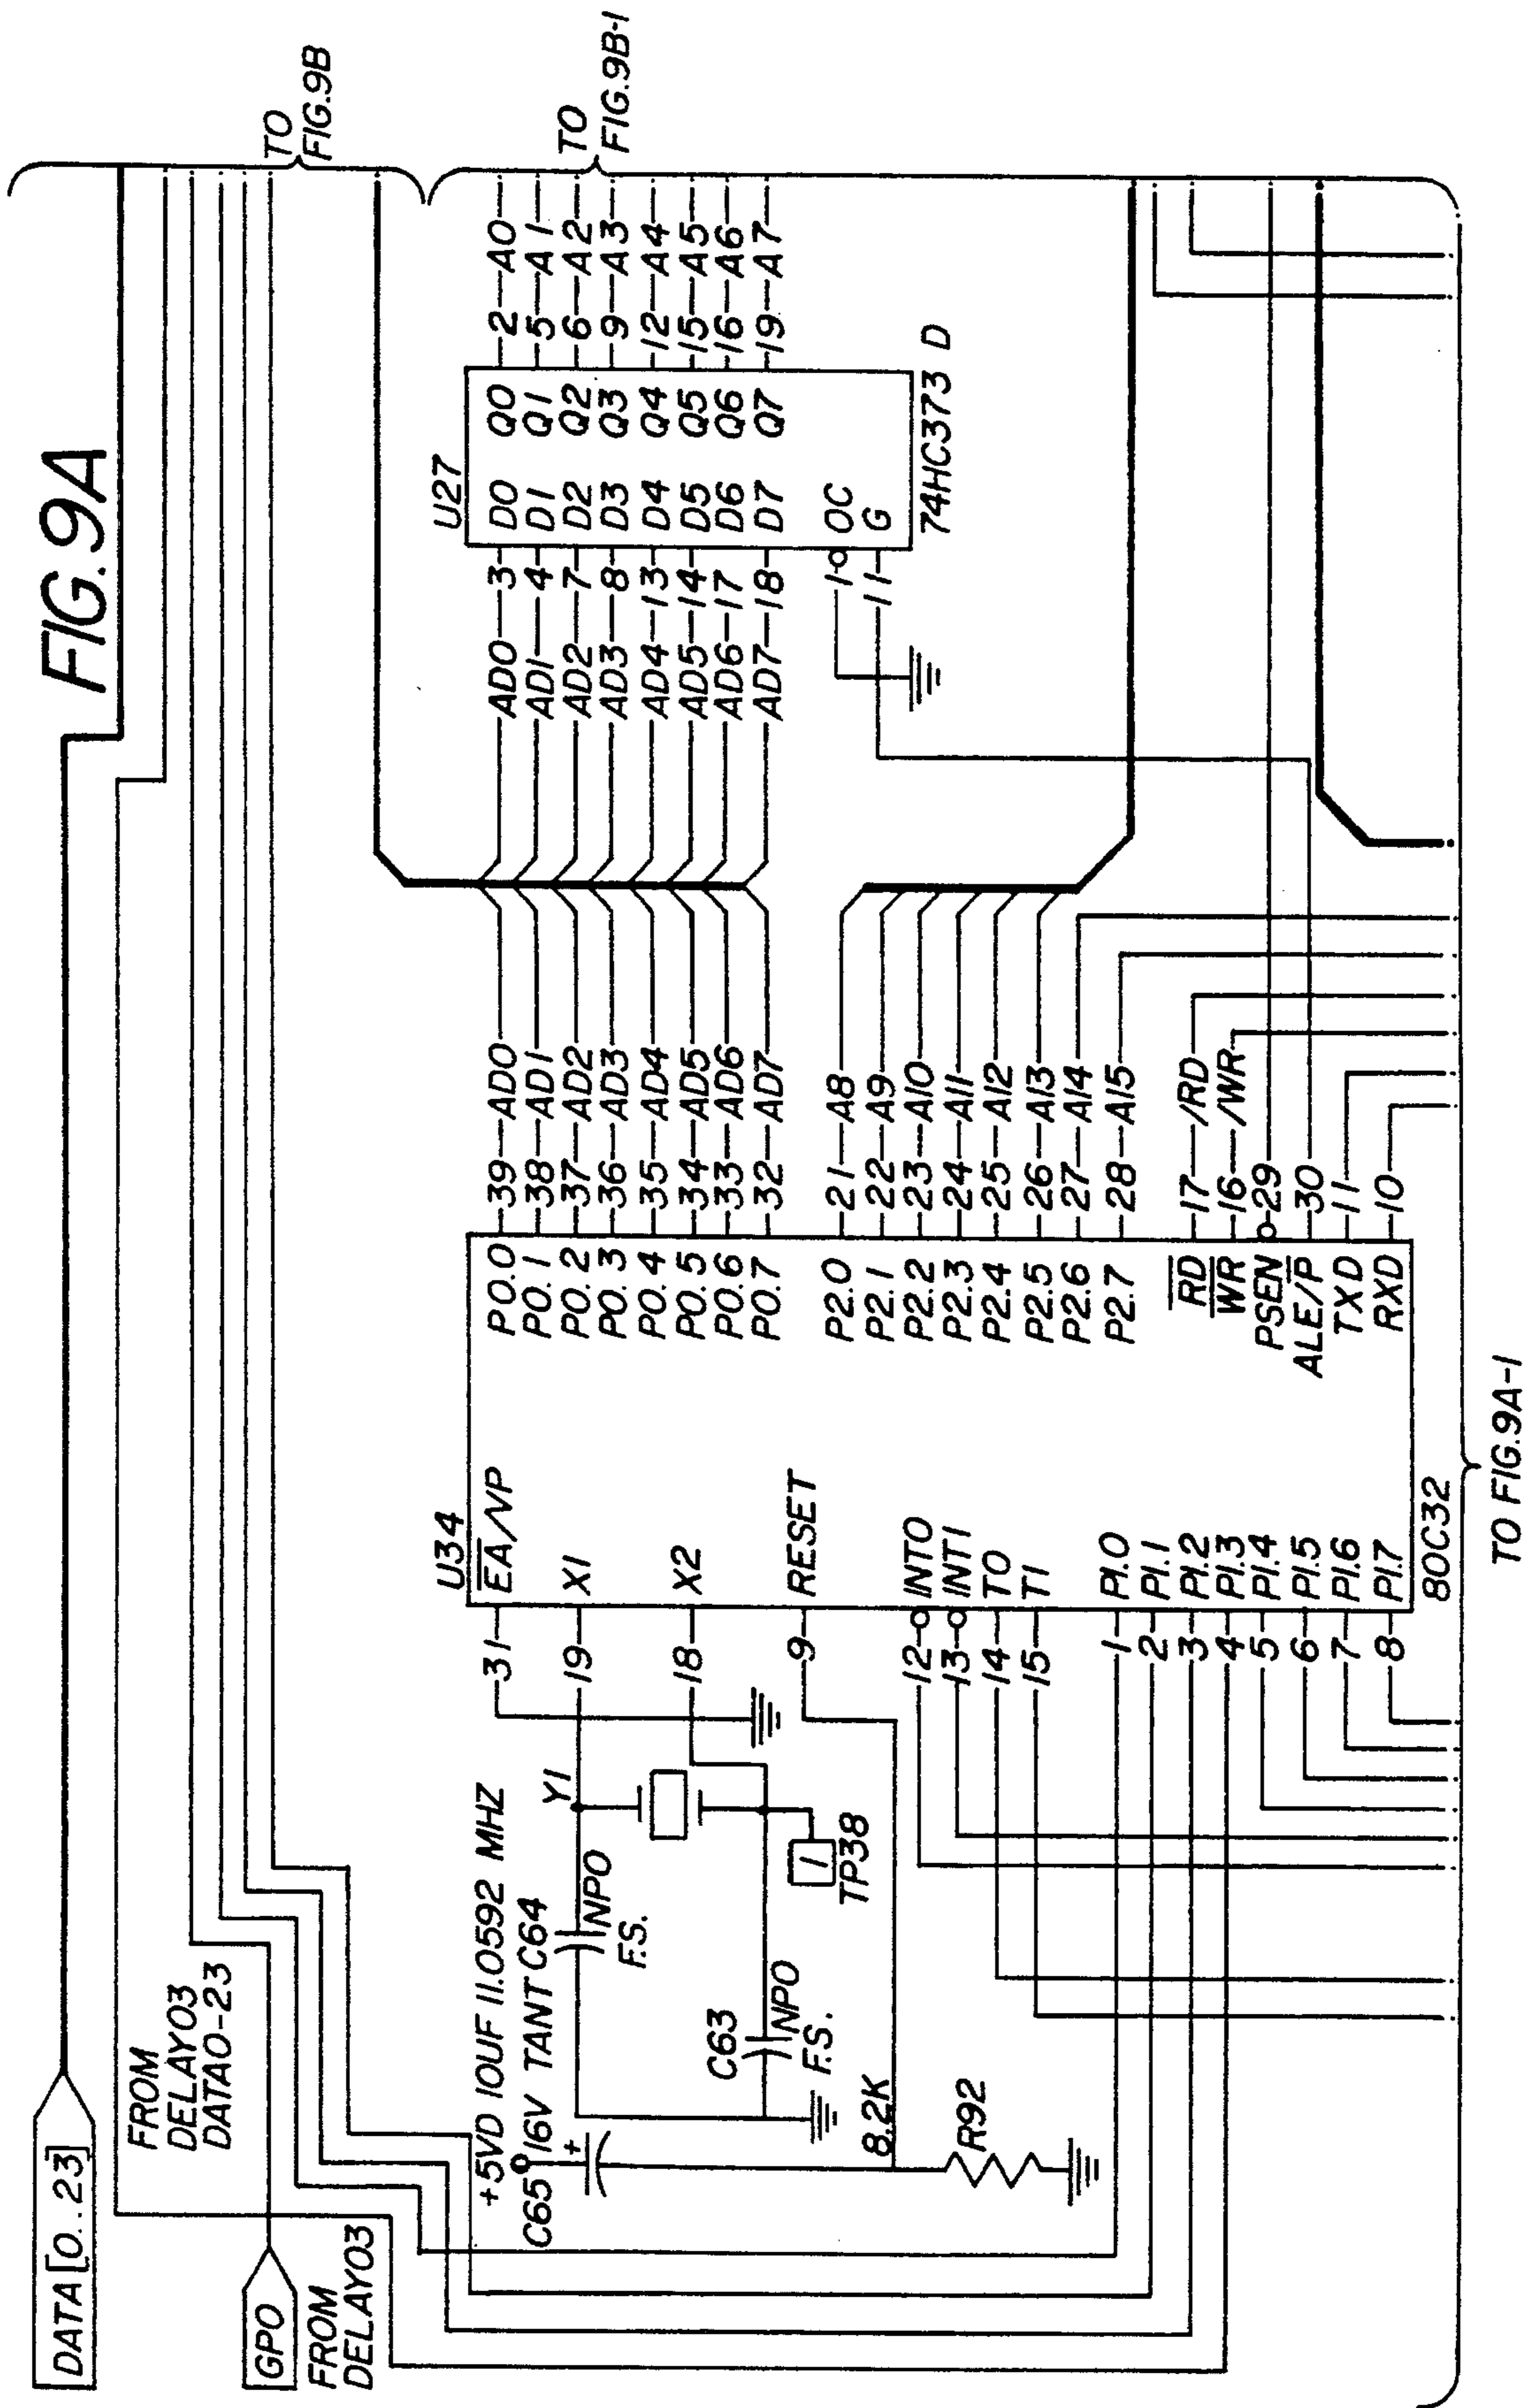 FIG.9A
DATA [0..23]
FROM
DELAY03
DATA0-23
GPO
FROM
DELAY03
TO
FIG.9B
TO
FIG.9B-1
+5VD 10UF 11.0592 MHZ
C65 16V TANT C64
+
Y1
NPO
F.S.
C63
NPO
F.S.
1
TP38
8.2K
R92
U34
31 EA/VP
19 X1
18 X2
9 RESET
12 INT0
13 INT1
14 T0
15 T1
1 P1.0
2 P1.1
3 P1.2
4 P1.3
5 P1.4
6 P1.5
7 P1.6
8 P1.7
80C32
P0.0 39 AD0
P0.1 38 AD1
P0.2 37 AD2
P0.3 36 AD3
P0.4 35 AD4
P0.5 34 AD5
P0.6 33 AD6
P0.7 32 AD7
P2.0 21 A8
P2.1 22 A9
P2.2 23 A10
P2.3 24 A11
P2.4 25 A12
P2.5 26 A13
P2.6 27 A14
P2.7 28 A15
RD 17 /RD
WR 16 /WR
PSEN 29
ALE/P 30
TXD 11
RXD 10
U27
AD0 3 D0 Q0 2 A0
AD1 4 D1 Q1 5 A1
AD2 7 D2 Q2 6 A2
AD3 8 D3 Q3 9 A3
AD4 13 D4 Q4 12 A4
AD5 14 D5 Q5 15 A5
AD6 17 D6 Q6 16 A6
AD7 18 D7 Q7 19 A7
1 OC
11 G
74HC373 D
TO FIG.9A-1